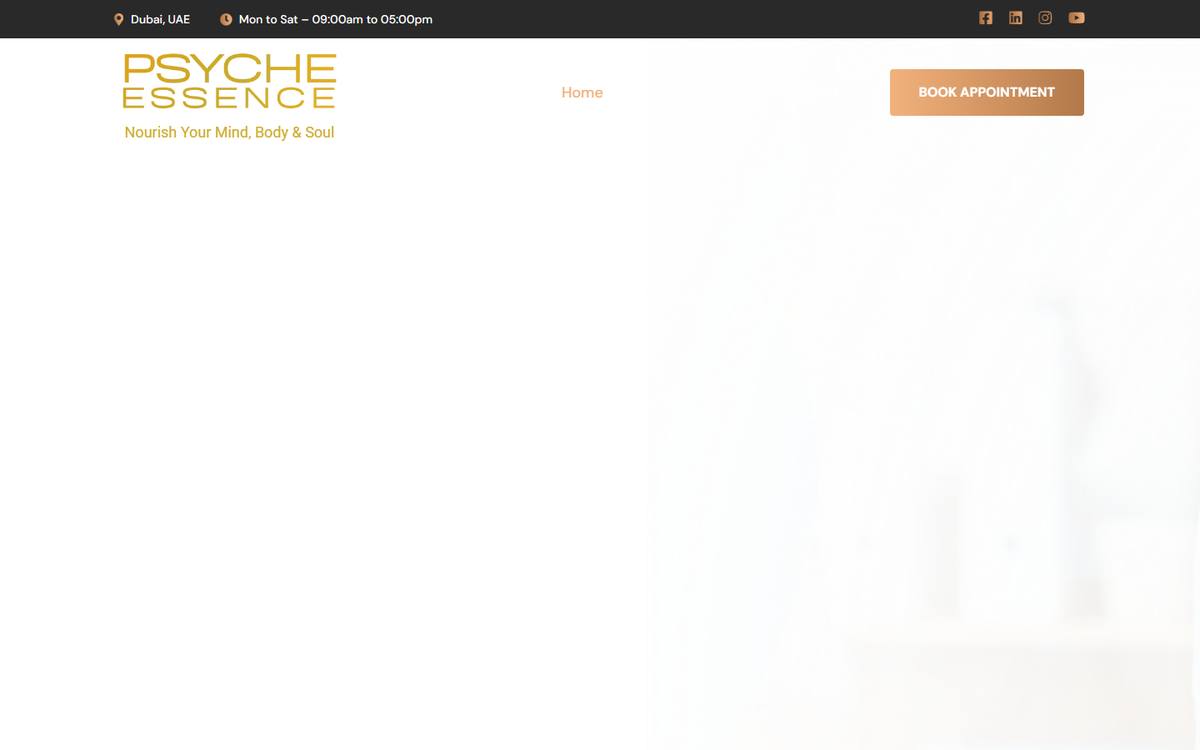 Dubai, UAE
Mon to Sat – 09:00am to 05:00pm
PSYCHE
ESSENCE
Nourish Your Mind, Body & Soul
Home
BOOK APPOINTMENT